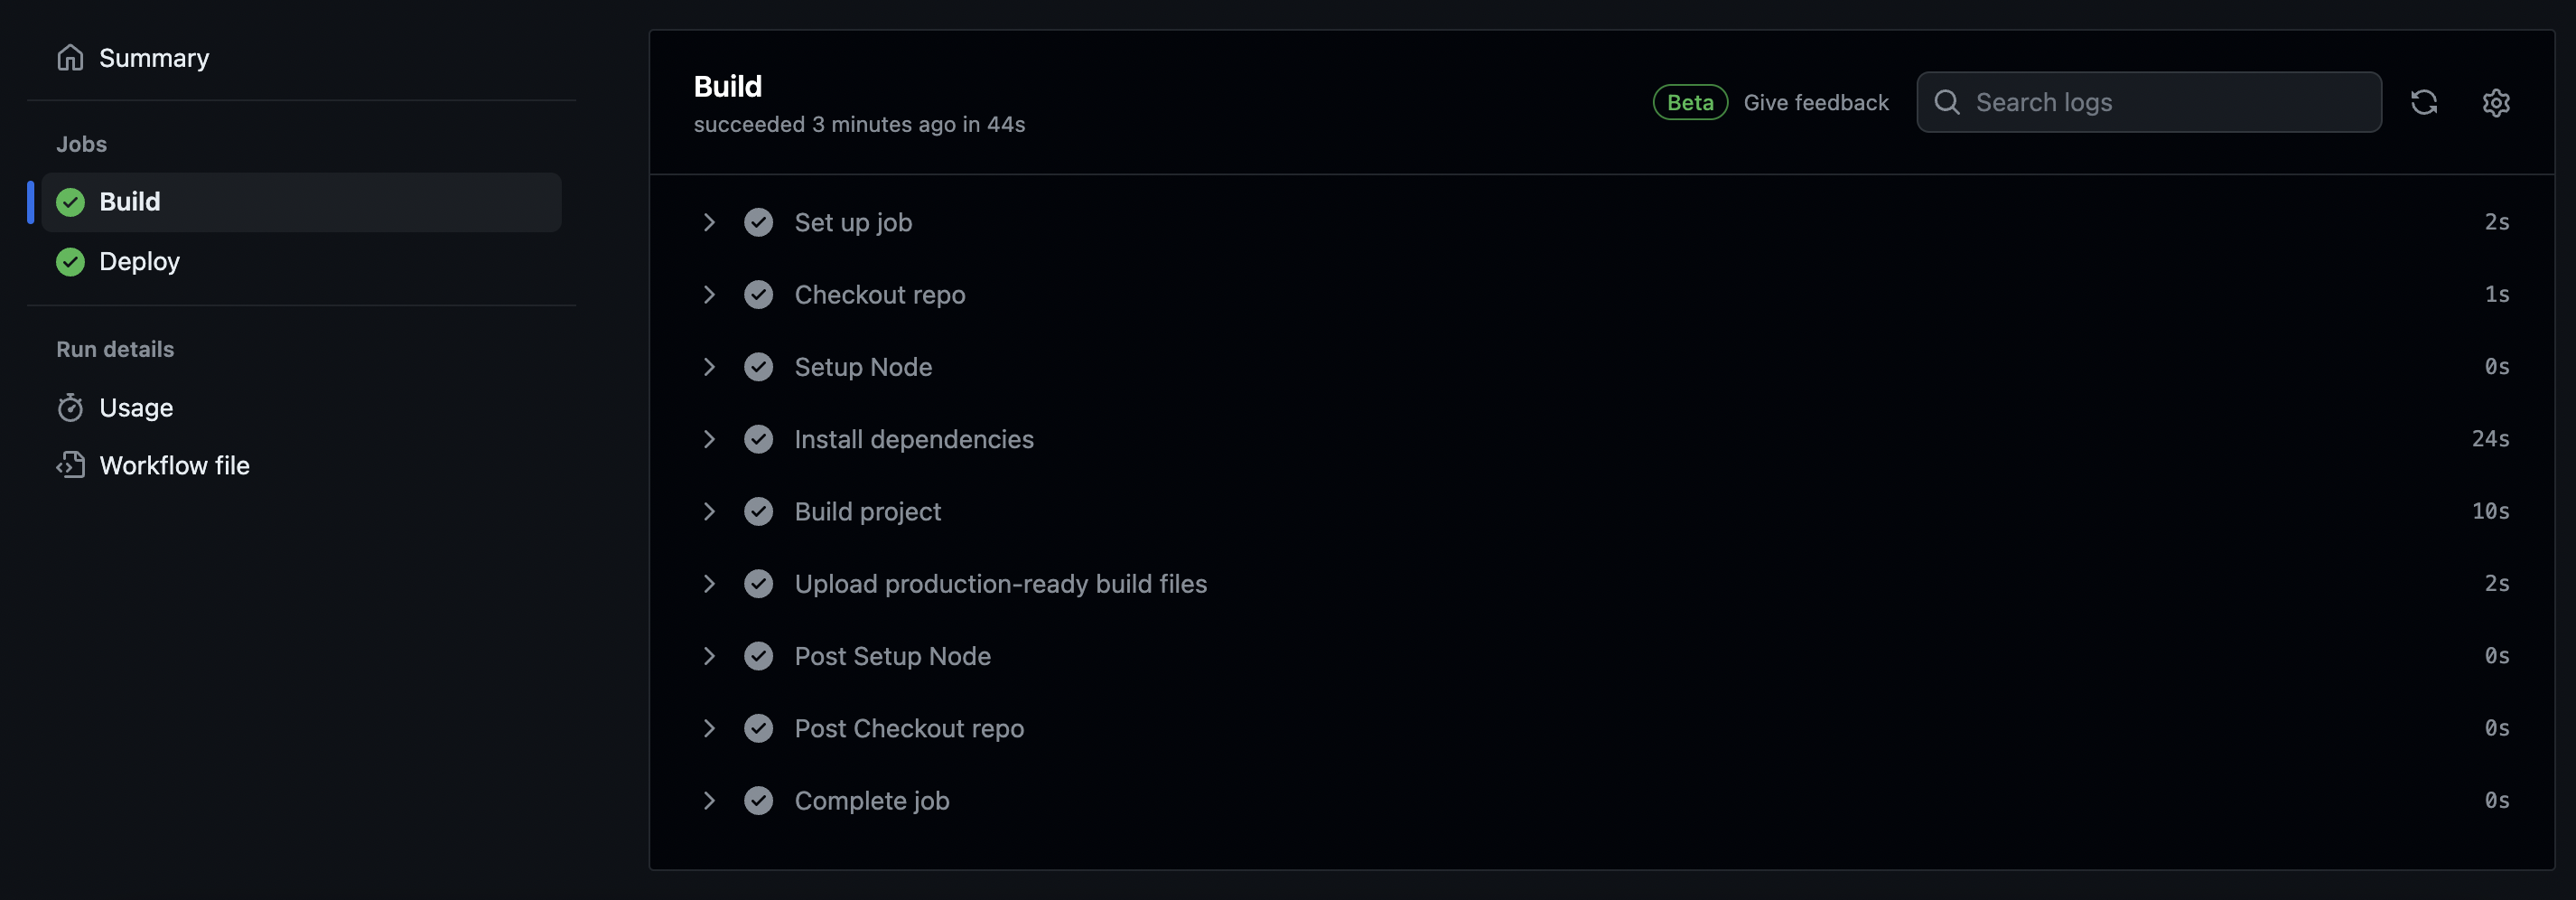 Summary
Jobs
Build
Deploy
Run details
Usage
Workflow file
Build
succeeded 3 minutes ago in 44s
Beta Give feedback Search logs
Set up job 2s
Checkout repo 1s
Setup Node 0s
Install dependencies 24s
Build project 10s
Upload production-ready build files 2s
Post Setup Node 0s
Post Checkout repo 0s
Complete job 0s